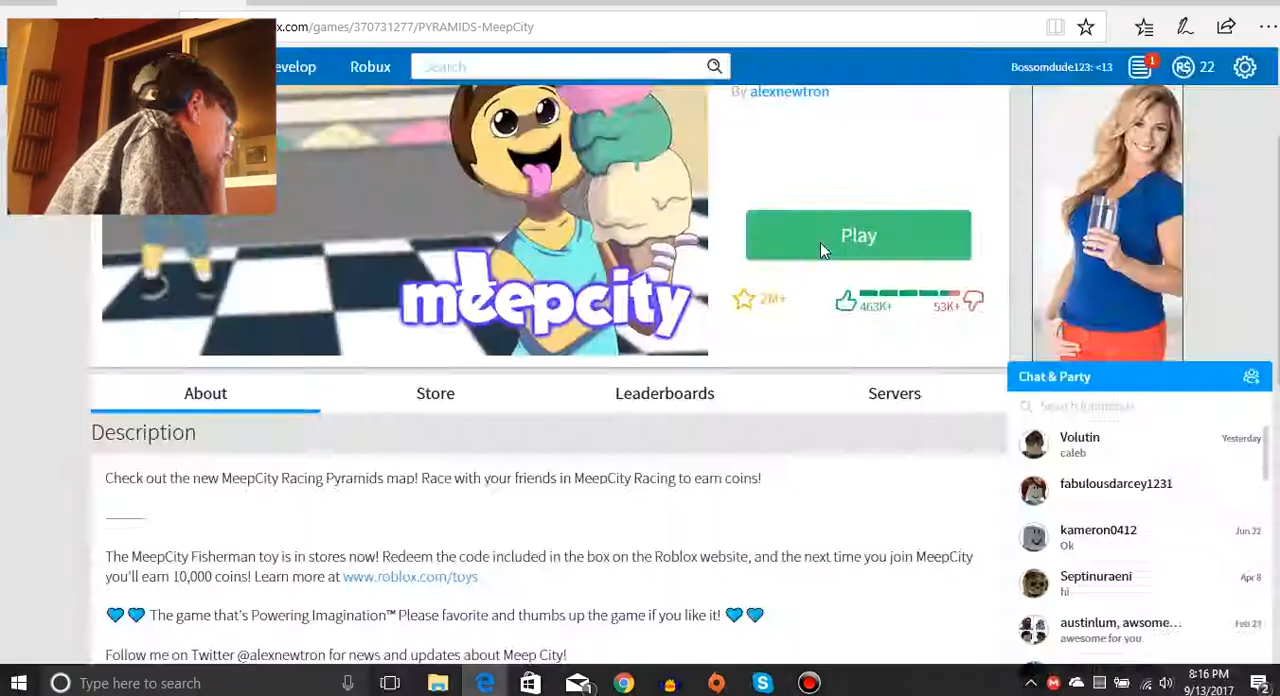 x.com/games/370731277/PYRAMIDS-MeepCity
evelop
Robux
Search
Bossomdude123: <13
1
R$ 22
By alexnewtron
meepcity
Play
2M+
463K+
53K+
About
Store
Leaderboards
Servers
Chat & Party
Description
Volutin
Yesterday
caleb
Check out the new MeepCity Racing Pyramids map! Race with your friends in MeepCity Racing to earn coins!
fabulousdarcey1231
kameron0412
Jun 22
Ok
The MeepCity Fisherman toy is in stores now! Redeem the code included in the box on the Roblox website, and the next time you join MeepCity
you'll earn 10,000 coins! Learn more at www.roblox.com/toys
Septinuraeni
Apr 8
hi
The game that's Powering Imagination™ Please favorite and thumbs up the game if you like it!
austinlum, awsome...
awesome for you
Follow me on Twitter @alexnewtron for news and updates about Meep City!
Type here to search
8:16 PM
9/13/2017